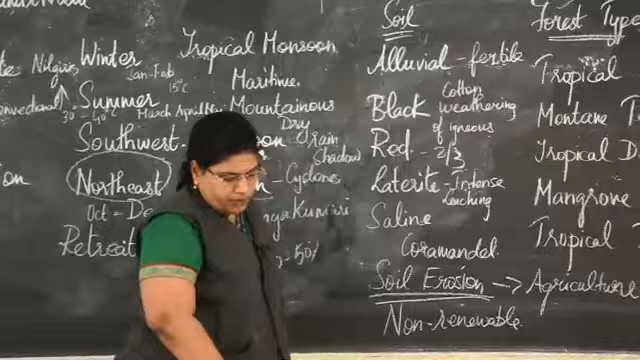 Winter
Jan-Feb
15°C
Nilgiris
Summer
30 - 40°C
March April
Southwest
Northeast
Oct - De
Retreat
Tropical Monsoon
Maritime.
Mountainous
Dry
rain
Shadow
Cyclones
50%
Soil
Alluvial - fertile
Black
Cotton
weathering
of igneous
Red - 2/3
Laterite - Intense
Leaching
Saline
Coramandel.
Soil Erosion -> Agriculture
Non-renewable.
Forest Type
Tropical
Montane T
Tropical D
Mangrove
Tropical